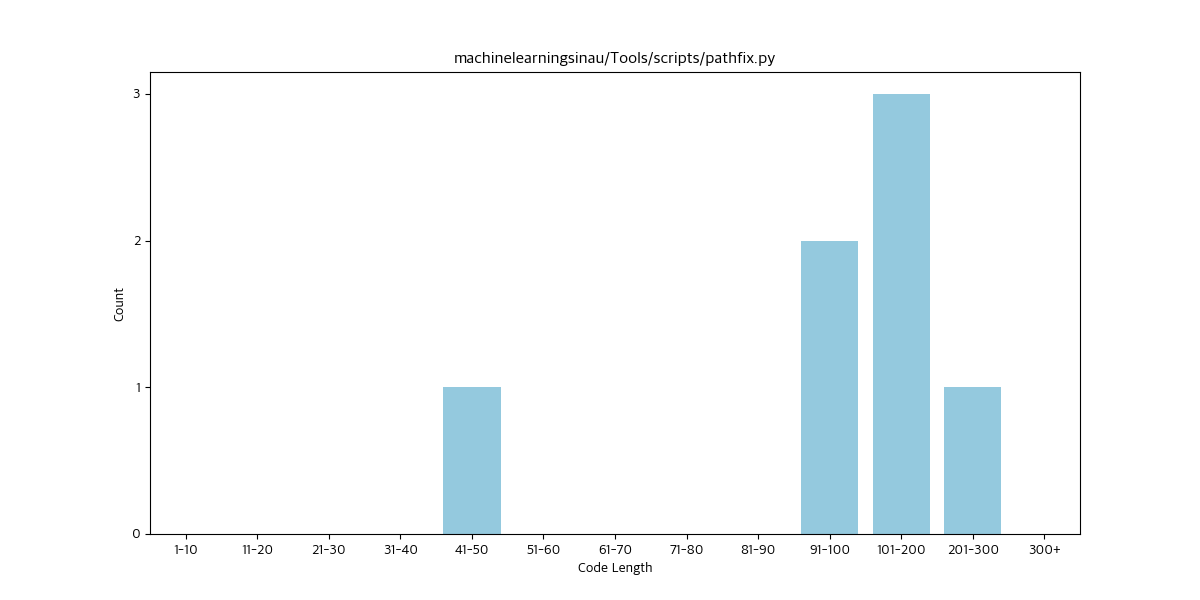 machinelearningsinau/Tools/scripts/pathfix.py
3
2
1
0
Count
1-10 11-20 21-30 31-40 41-50 51-60 61-70 71-80 81-90 91-100 101-200 201-300 300+
Code Length